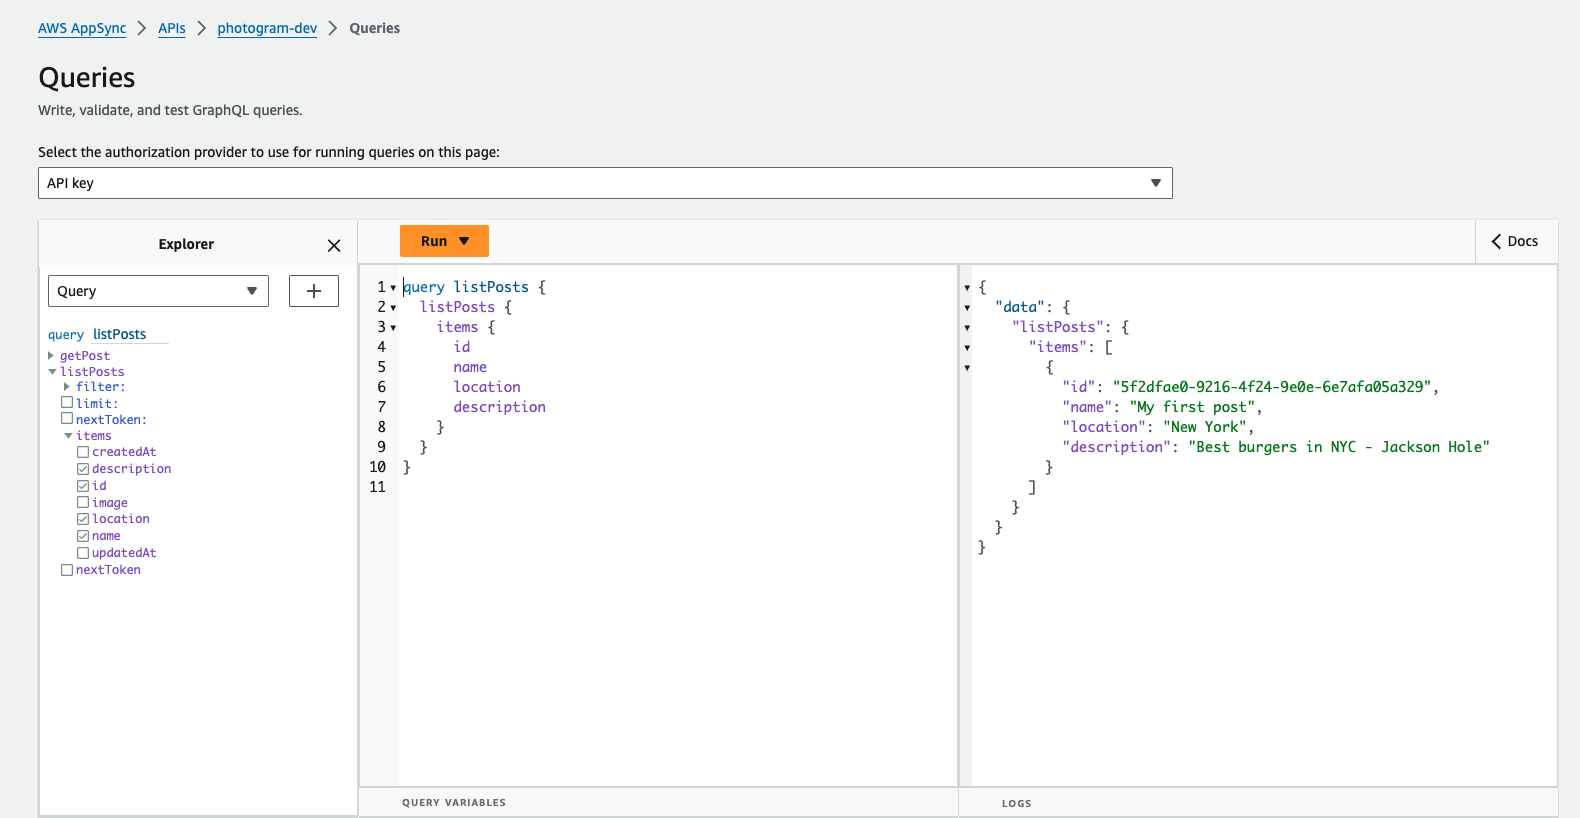 AWS AppSync > APIs > photogram-dev > Queries
Queries
Write, validate, and test GraphQL queries.
Select the authorization provider to use for running queries on this page:
API key
Explorer
Query
query listPosts
getPost
listPosts
filter:
limit:
nextToken:
items
createdAt
description
id
image
location
name
updatedAt
nextToken
Run
Docs
1 query listPosts {
2 listPosts {
3 items {
4 id
5 name
6 location
7 description
8 }
9 }
10 }
11
{
"data": {
"listPosts": {
"items": [
{
"id": "5f2dfae0-9216-4f24-9e0e-6e7afa05a329",
"name": "My first post",
"location": "New York",
"description": "Best burgers in NYC - Jackson Hole"
}
]
}
}
}
QUERY VARIABLES
LOGS